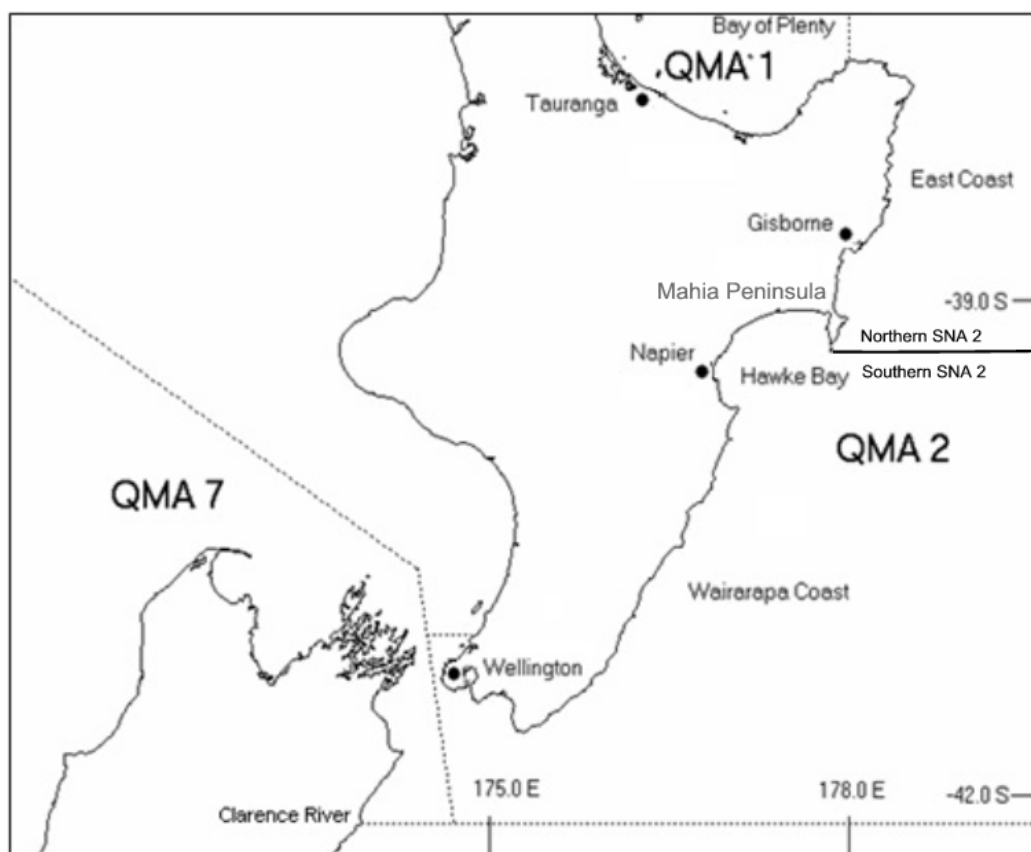 Bay of Plenty
QMA 1
Tauranga
East Coast
Gisborne
Mahia Peninsula
-39.0 S
Northern SNA 2
Napier
Hawke Bay
Southern SNA 2
QMA 2
QMA 7
Wairarapa Coast
Wellington
175.0 E
178.0 E
-42.0 S
Clarence River